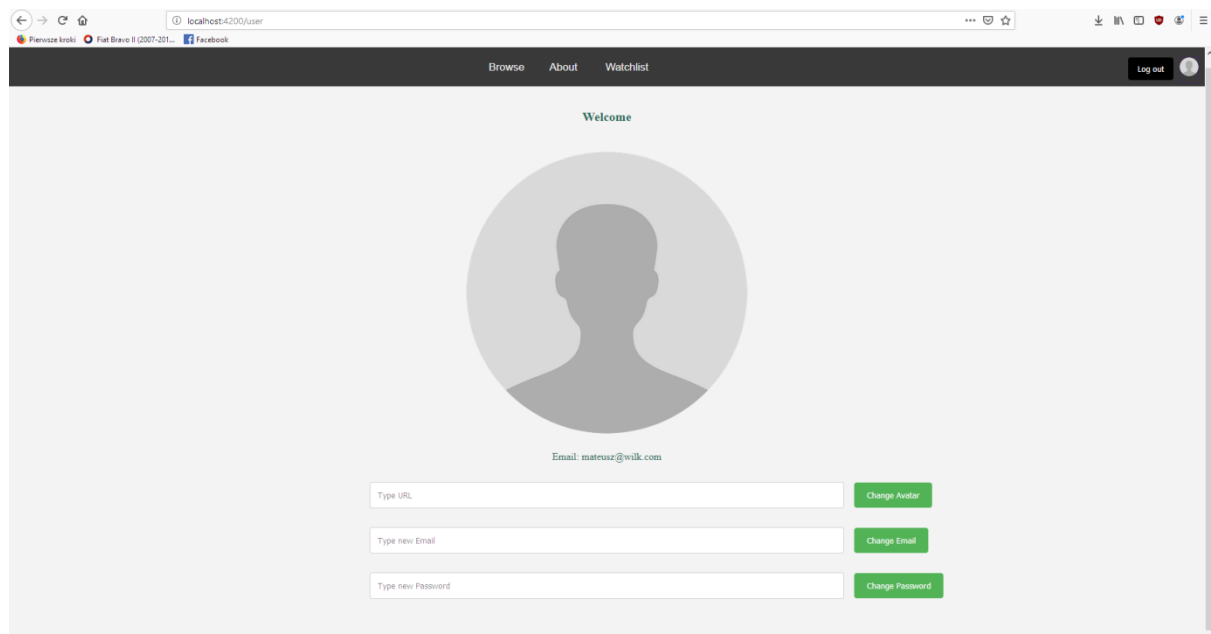 localhost:4200/user
Pierwsze kroki Fiat Bravo II (2007-201... Facebook
Browse About Watchlist Log out
Welcome
Email: mateusz@wilk.com
Type URL Change Avatar
Type new Email Change Email
Type new Password Change Password